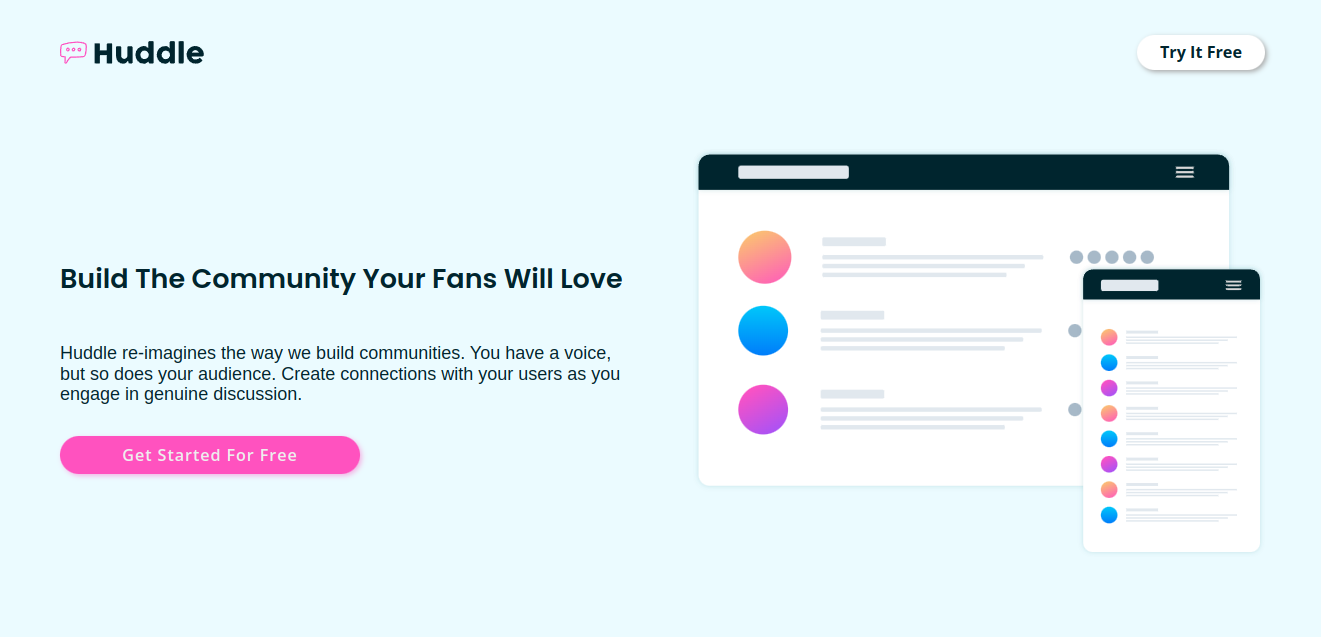 Huddle
Try It Free
Build The Community Your Fans Will Love
Huddle re-imagines the way we build communities. You have a voice,
but so does your audience. Create connections with your users as you
engage in genuine discussion.
Get Started For Free